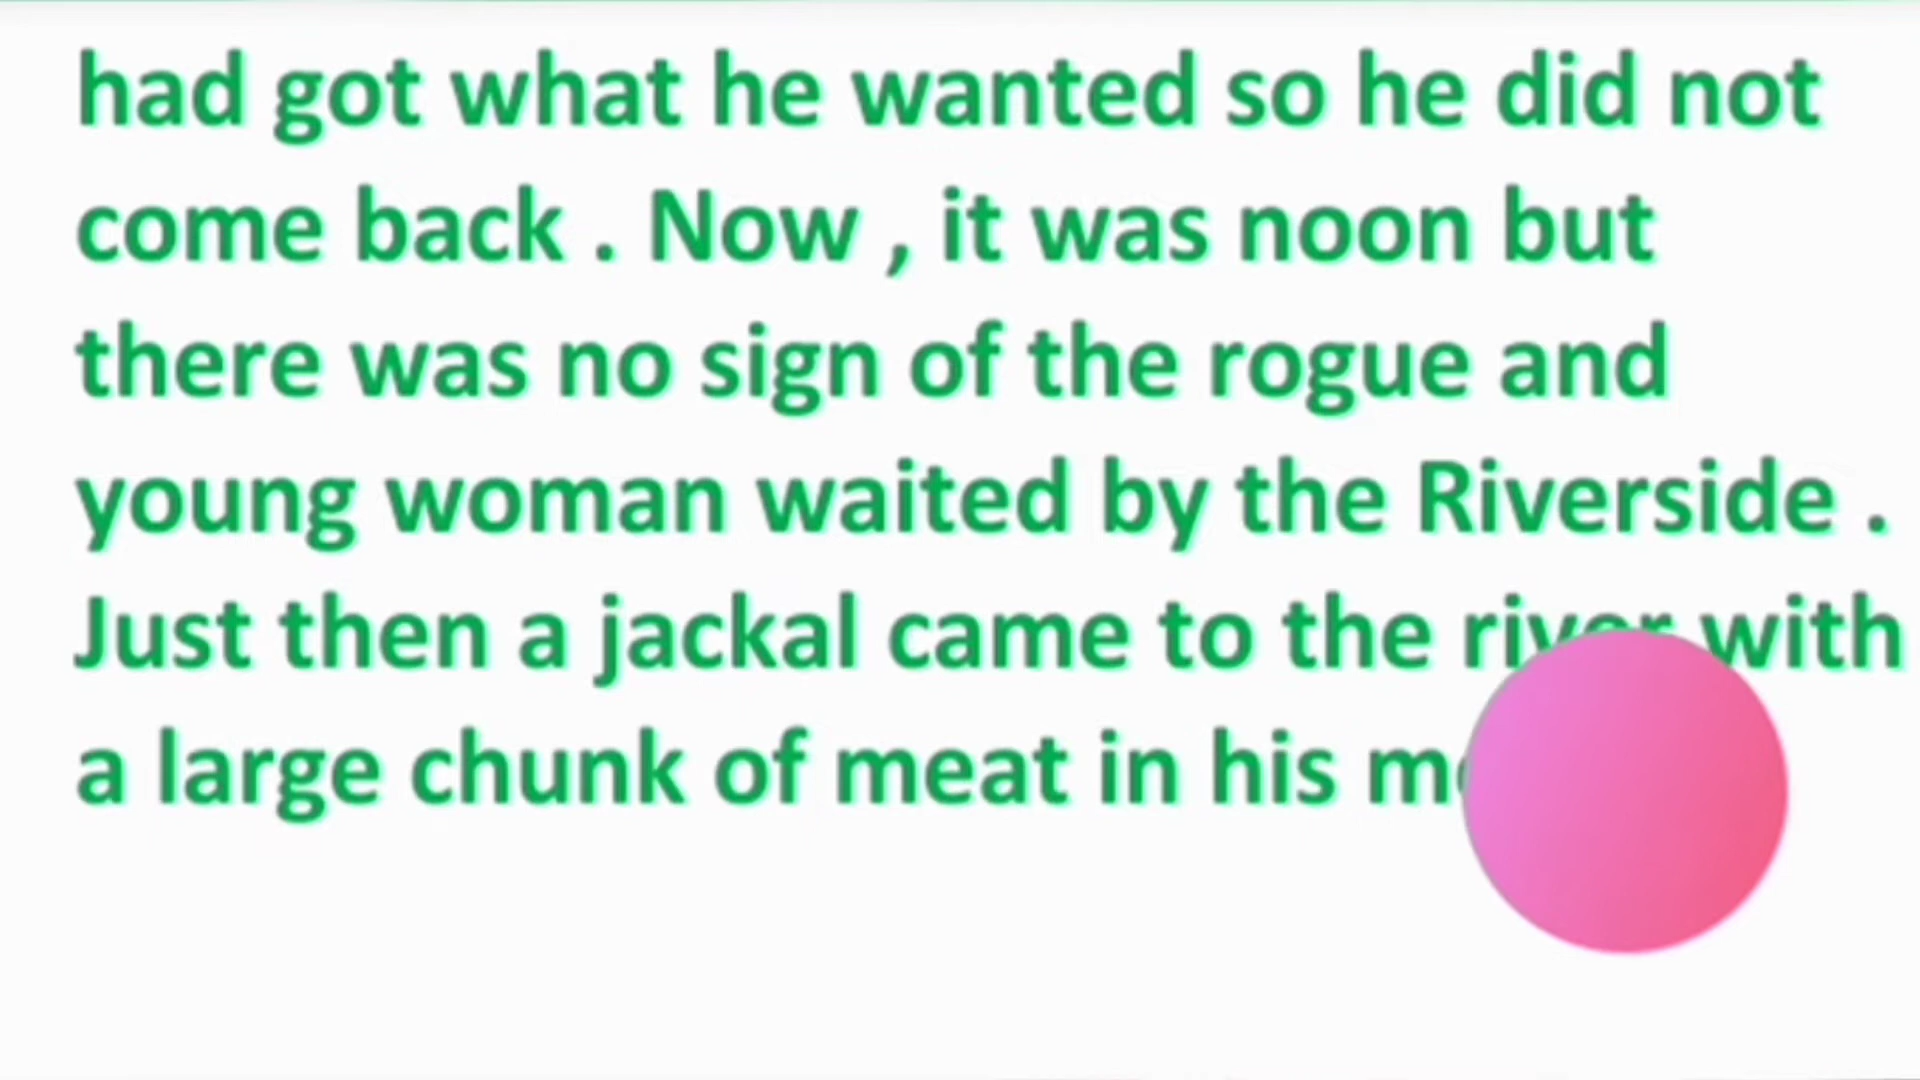 had got what he wanted so he did not
come back . Now , it was noon but
there was no sign of the rogue and
young woman waited by the Riverside .
Just then a jackal came to the river with
a large chunk of meat in his